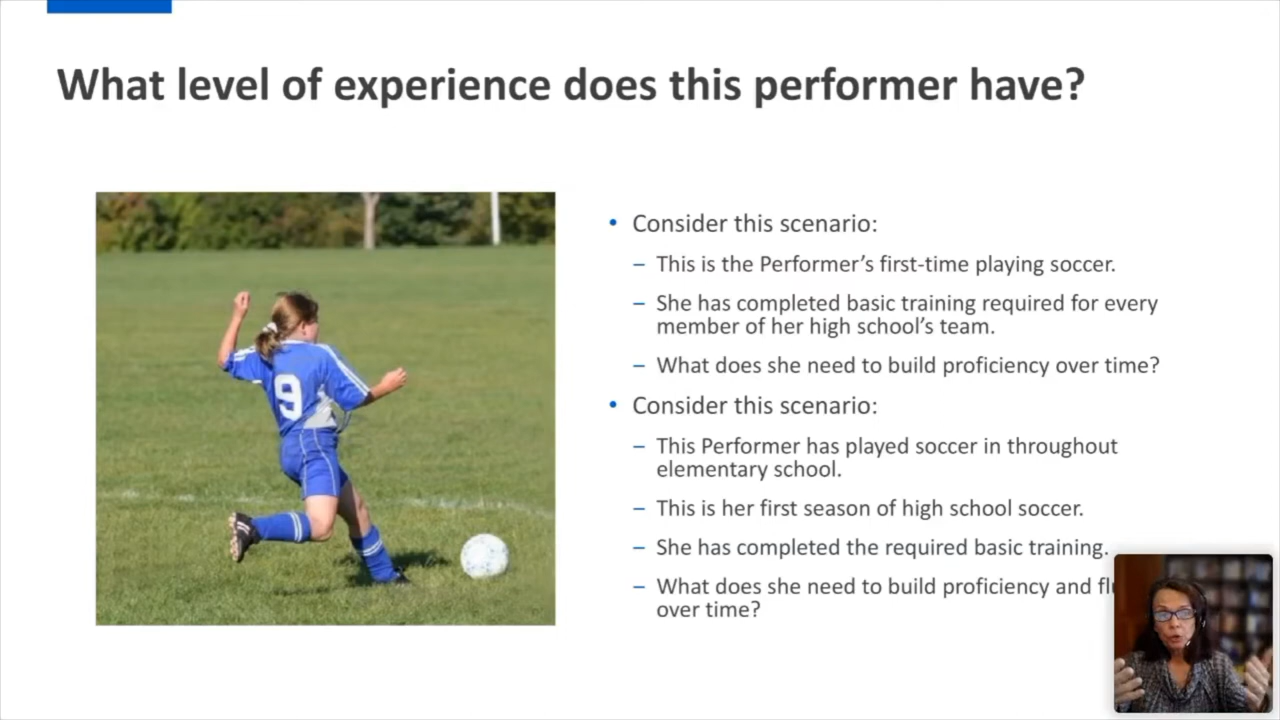 What level of experience does this performer have?
9
• Consider this scenario:
– This is the Performer’s first-time playing soccer.
– She has completed basic training required for every
member of her high school’s team.
– What does she need to build proficiency over time?
• Consider this scenario:
– This Performer has played soccer in throughout
elementary school.
– This is her first season of high school soccer.
– She has completed the required basic training.
– What does she need to build proficiency and
over time?